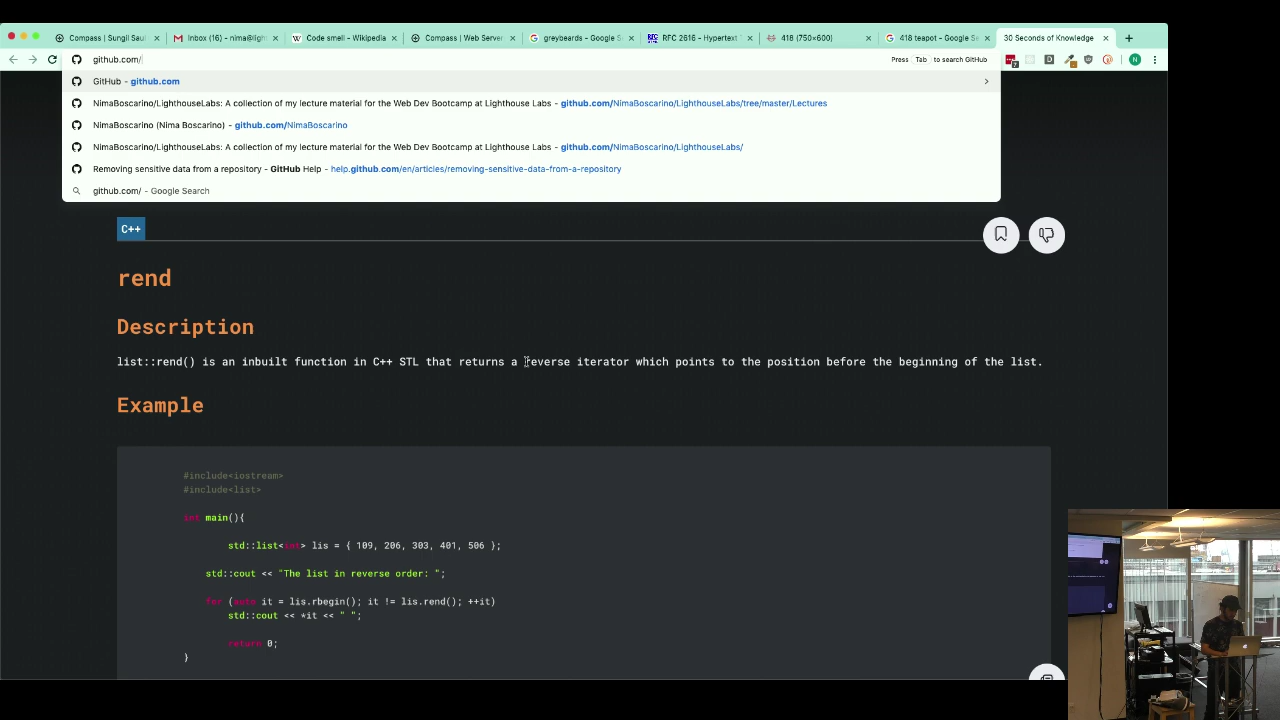 Compass | Sungil Saul
Inbox (16) - nima@ligh
Code smell - Wikipedia
Compass | Web Server
greybeards - Google S
RFC 2616 - Hypertext
418 (750×600)
418 teapot - Google Se
30 Seconds of Knowledge
github.com/
Press Tab to search GitHub
GitHub - github.com
NimaBoscarino/LighthouseLabs: A collection of my lecture material for the Web Dev Bootcamp at Lighthouse Labs - github.com/NimaBoscarino/LighthouseLabs/tree/master/Lectures
NimaBoscarino (Nima Boscarino) - github.com/NimaBoscarino
NimaBoscarino/LighthouseLabs: A collection of my lecture material for the Web Dev Bootcamp at Lighthouse Labs - github.com/NimaBoscarino/LighthouseLabs/
Removing sensitive data from a repository - GitHub Help - help.github.com/en/articles/removing-sensitive-data-from-a-repository
github.com/ - Google Search
C++
rend
Description
list::rend() is an inbuilt function in C++ STL that returns a reverse iterator which points to the position before the beginning of the list.
Example
#include<iostream>
#include<list>
int main(){
std::list<int> lis = { 109, 206, 303, 401, 506 };
std::cout << "The list in reverse order: ";
for (auto it = lis.rbegin(); it != lis.rend(); ++it)
std::cout << *it << " ";
return 0;
}